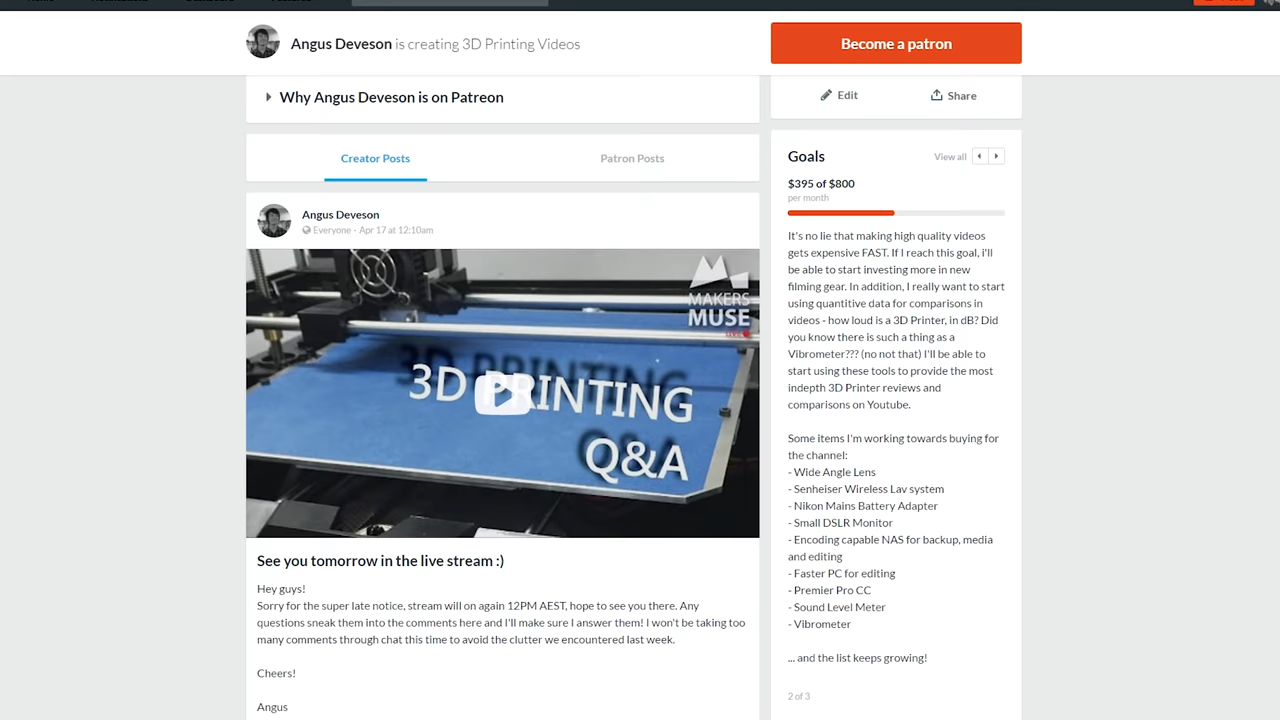 Angus Deveson is creating 3D Printing Videos
Become a patron
Why Angus Deveson is on Patreon
Edit
Share
Creator Posts
Patron Posts
Angus Deveson
Everyone - Apr 17 at 12:10am
MAKERS
MUSE
3D PRINTING
Q&A
See you tomorrow in the live stream :)
Hey guys!
Sorry for the super late notice, stream will on again 12PM AEST, hope to see you there. Any
questions sneak them into the comments here and I'll make sure I answer them! I won't be taking too
many comments through chat this time to avoid the clutter we encountered last week.
Cheers!
Angus
Goals
View all
$395 of $800
per month
It's no lie that making high quality videos
gets expensive FAST. If I reach this goal, i'll
be able to start investing more in new
filming gear. In addition, I really want to start
using quantitive data for comparisons in
videos - how loud is a 3D Printer, in dB? Did
you know there is such a thing as a
Vibrometer??? (no not that) I'll be able to
start using these tools to provide the most
indepth 3D Printer reviews and
comparisons on Youtube.
Some items I'm working towards buying for
the channel:
- Wide Angle Lens
- Senheiser Wireless Lav system
- Nikon Mains Battery Adapter
- Small DSLR Monitor
- Encoding capable NAS for backup, media
and editing
- Faster PC for editing
- Premier Pro CC
- Sound Level Meter
- Vibrometer
... and the list keeps growing!
2 of 3